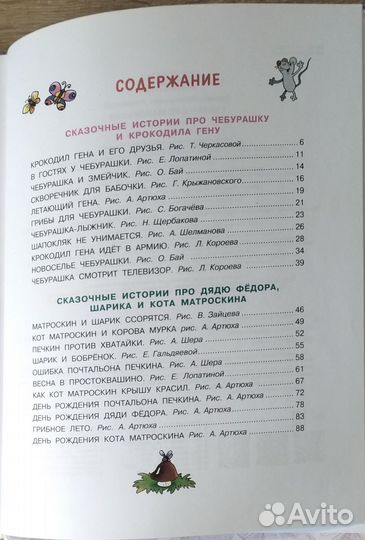 СОДЕРЖАНИЕ
СКАЗОЧНЫЕ ИСТОРИИ ПРО ЧЕБУРАШКУ
И КРОКОДИЛА ГЕНУ
КРОКОДИЛ ГЕНА И ЕГО ДРУЗЬЯ. Рис. Т. Черкасовой 6
В ГОСТЯХ У ЧЕБУРАШКИ. Рис. Е. Лопатиной 11
ЧЕБУРАШКА И ЗМЕЙЧИК. Рис. О. Бай 14
СКВОРЕЧНИК ДЛЯ БАБОЧКИ. Рис. Г. Крыжановского 16
ЛЕТАЮЩИЙ ГЕНА. Рис. А. Артюха 19
ГРИБЫ ДЛЯ ЧЕБУРАШКИ. Рис. С. Богачёва 21
ЧЕБУРАШКА-ЛЫЖНИК. Рис. Н. Щербакова 23
ШАПОКЛЯК НЕ УНИМАЕТСЯ. Рис. А. Шелманова 26
КРОКОДИЛ ГЕНА ИДЁТ В АРМИЮ. Рис. Л. Короева 28
НОВОСЕЛЬЕ ЧЕБУРАШКИ. Рис. О. Бай 34
ЧЕБУРАШКА СМОТРИТ ТЕЛЕВИЗОР. Рис. Л. Короева 39
СКАЗОЧНЫЕ ИСТОРИИ ПРО ДЯДЮ ФЁДОРА,
ШАРИКА И КОТА МАТРОСКИНА
МАТРОСКИН И ШАРИК ССОРЯТСЯ. Рис. В. Зайцева 46
КОТ МАТРОСКИН И КОРОВА МУРКА Рис. А. Артюха 49
ПЕЧКИН ПРОТИВ ХВАТАЙКИ. Рис. А. Шера 52
ШАРИК И БОБРЁНОК. Рис. Е. Гальдяевой 55
ОШИБКА ПОЧТАЛЬОНА ПЕЧКИНА. Рис. А. Шера 58
ВЕСНА В ПРОСТОКВАШИНО. Рис. Е. Лопатиной 61
КАК КОТ МАТРОСКИН КРЫШУ КРАСИЛ. Рис. А. Артюха 67
ДЕНЬ РОЖДЕНИЯ ПОЧТАЛЬОНА ПЕЧКИНА. Рис. А. Артюха 72
ДЕНЬ РОЖДЕНИЯ ДЯДИ ФЁДОРА. Рис. А. Артюха 78
ГРИБНОЕ ЛЕТО. Рис. А. Артюха 83
ДЕНЬ РОЖДЕНИЯ КОТА МАТРОСКИНА Рис. А. Артюха 88
Avito